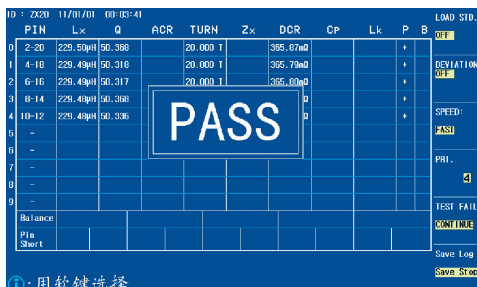 ID : ZX20 11/01/01 00:03:41
PIN Lx Q ACR TURN Zx DCR Cp Lk P B
0 2-20 229.50μH 50.368 20.000 T 365.87mΩ +
1 4-18 229.49μH 50.318 20.000 T 365.79mΩ +
2 6-16 229.49μH 50.317 20.000 T 365.80mΩ +
3 8-14 229.48μH 50.368 Ω +
4 10-12 229.48μH 50.336 Ω +
5 -
6 -
7 -
8 -
9 -
PASS
Balance
Pin
Short
LOAD STD.
OFF
DEVIATION
OFF
SPEED:
FAST
PRI.
4
TEST FAIL
CONTINUE
Save Log
Save Stop
i:用软键选择